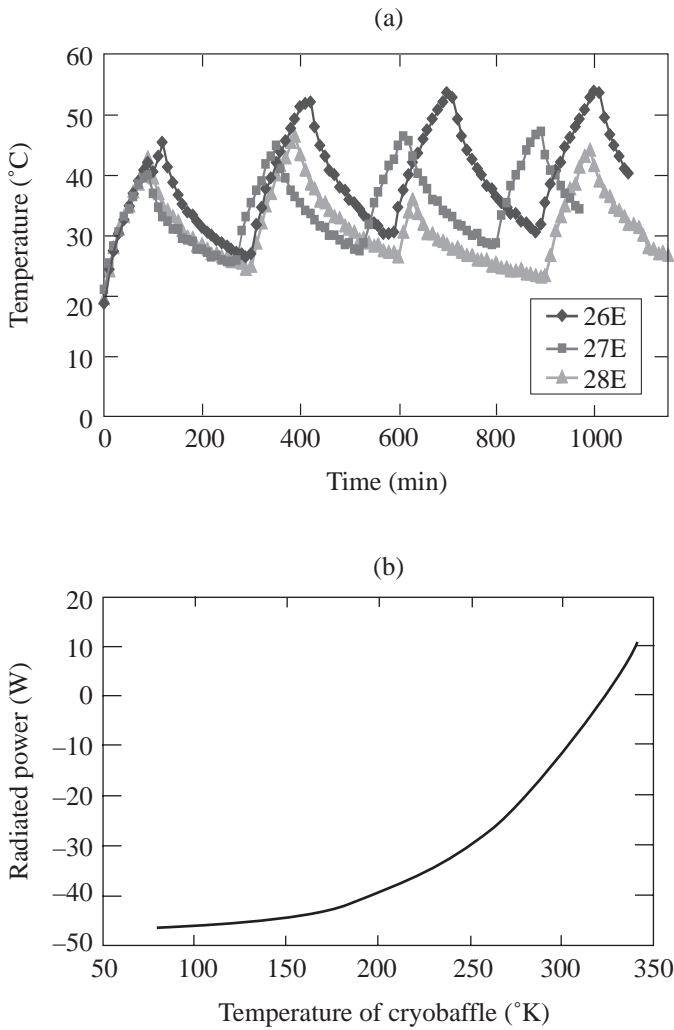 (a)
60
50
40
30
20
10
0
Temperature (˚C)
26E
27E
28E
0 200 400 600 800 1000
Time (min)
(b)
20
10
0
–10
–20
–30
–40
–50
Radiated power (W)
50 100 150 200 250 300 350
Temperature of cryobaffle (˚K)